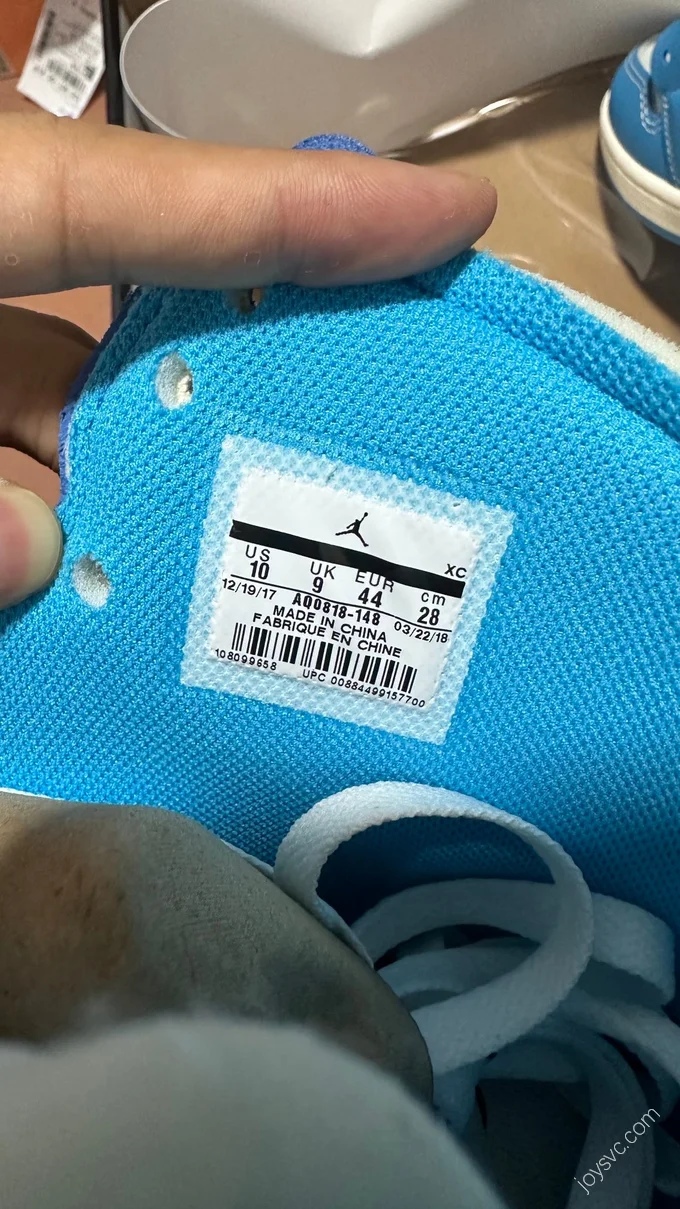 XC
US UK EUR cm
10 9 44 28
12/19/17 AQ0818-148 03/22/18
MADE IN CHINA
FABRIQUE EN CHINE
108099658 UPC 00884499157700
joysvc.com